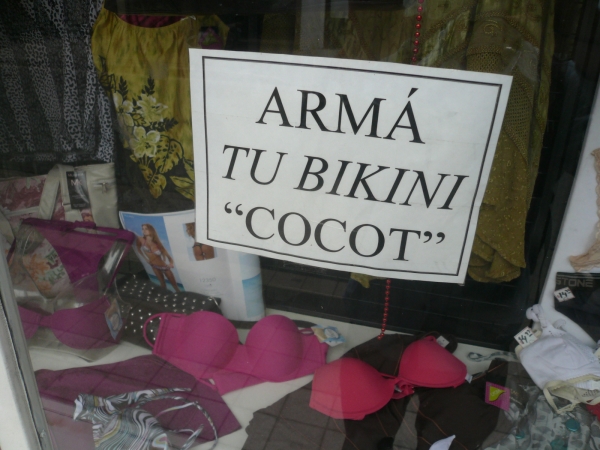 ARMÁ
TU BIKINI
“COCOT”